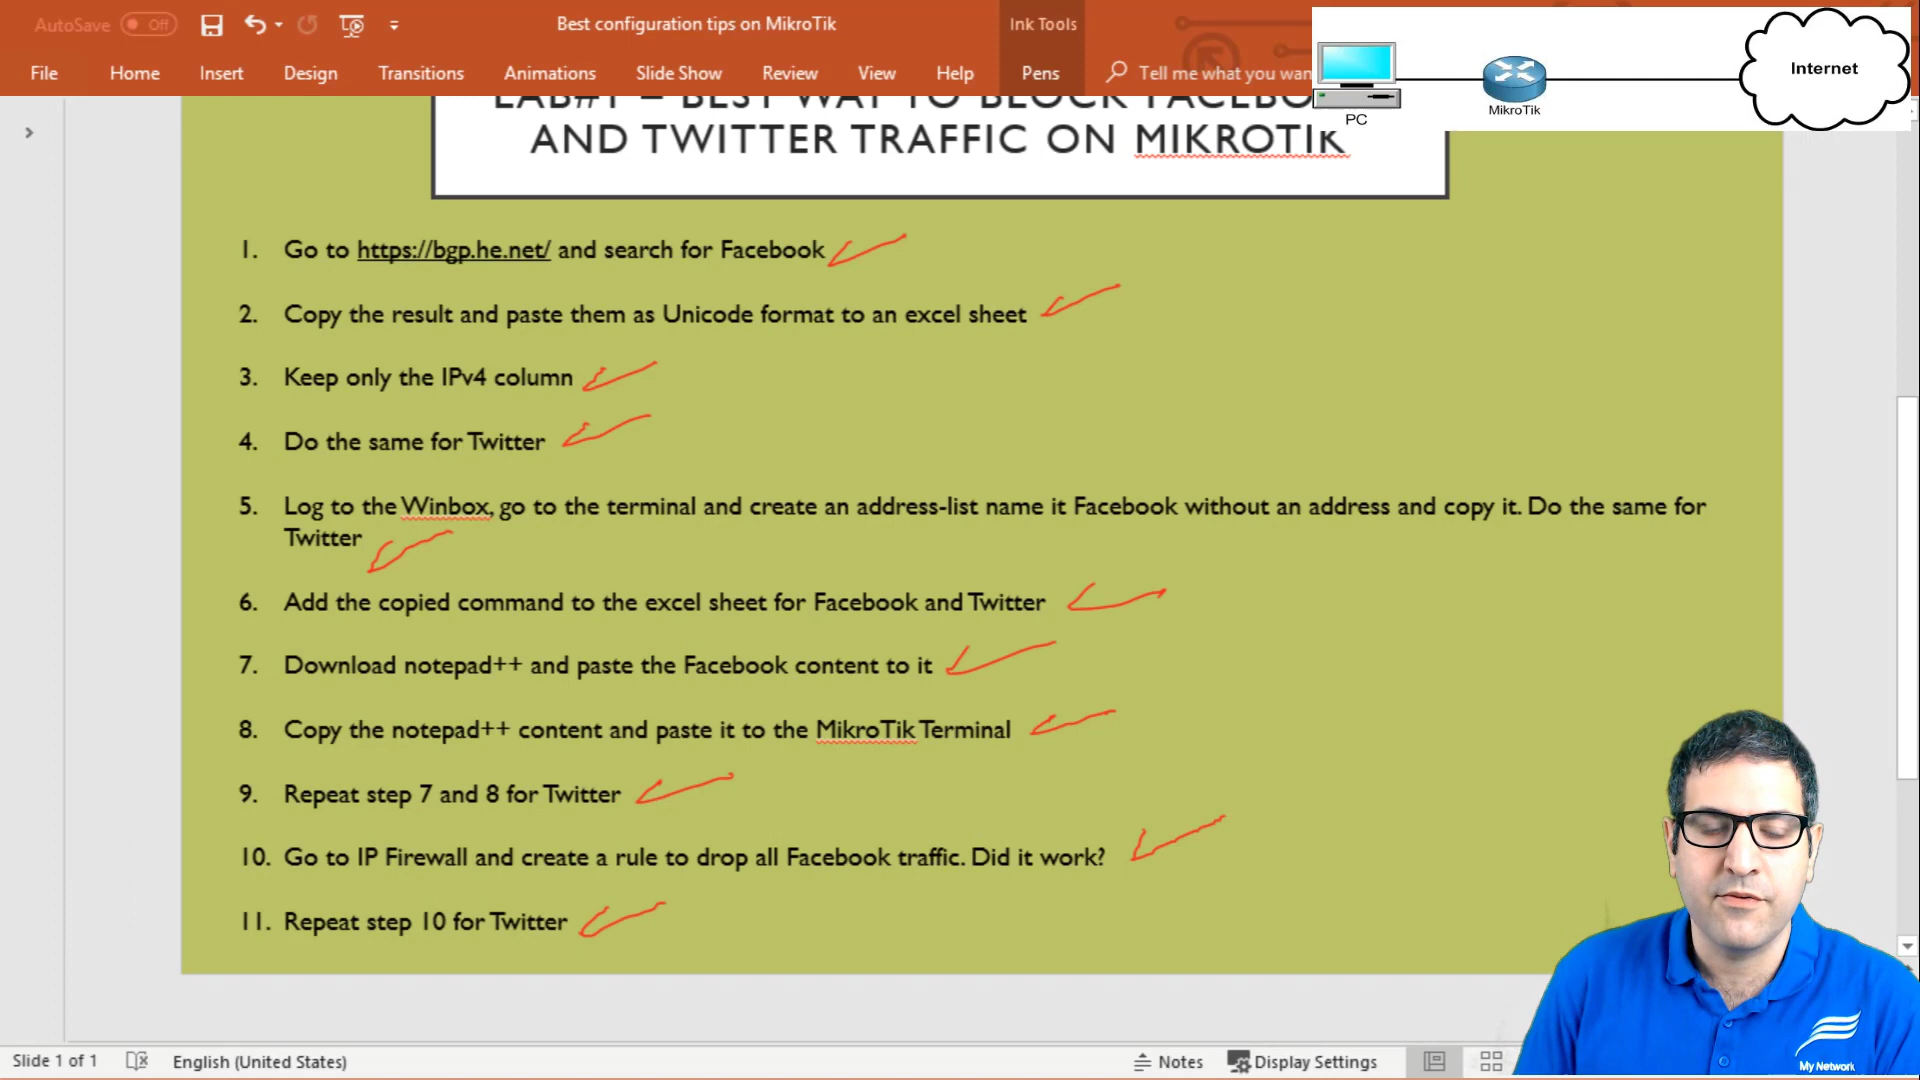 AutoSave Off
Best configuration tips on MikroTik
Ink Tools
File Home Insert Design Transitions Animations Slide Show Review View Help Pens Tell me what you wan
Internet
PC
MikroTik
LAB#1 – BEST WAY TO BLOCK FACEBO
AND TWITTER TRAFFIC ON MIKROTIK
1. Go to https://bgp.he.net/ and search for Facebook
2. Copy the result and paste them as Unicode format to an excel sheet
3. Keep only the IPv4 column
4. Do the same for Twitter
5. Log to the Winbox, go to the terminal and create an address-list name it Facebook without an address and copy it. Do the same for
Twitter
6. Add the copied command to the excel sheet for Facebook and Twitter
7. Download notepad++ and paste the Facebook content to it
8. Copy the notepad++ content and paste it to the MikroTik Terminal
9. Repeat step 7 and 8 for Twitter
10. Go to IP Firewall and create a rule to drop all Facebook traffic. Did it work?
11. Repeat step 10 for Twitter
My Network
Slide 1 of 1 English (United States) Notes Display Settings